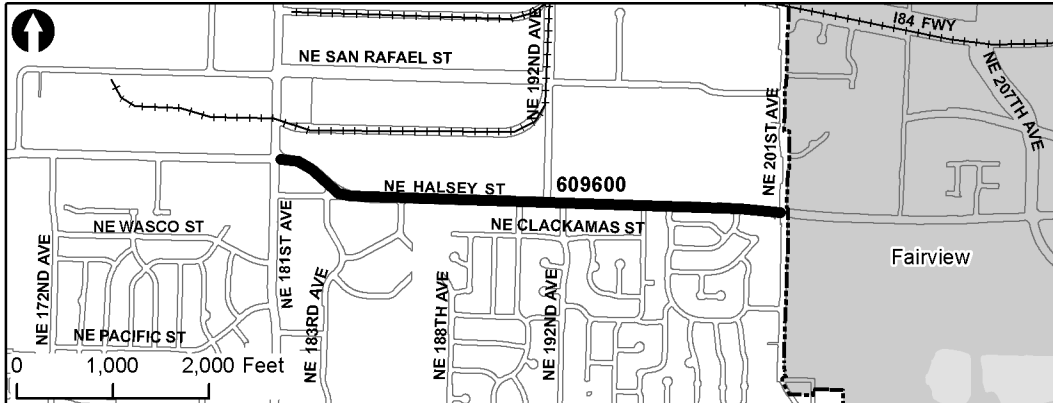 I84 FWY
NE SAN RAFAEL ST
NE 192ND AVE
NE 207TH AVE
NE 201ST AVE
609600
NE HALSEY ST
NE WASCO ST
NE CLACKAMAS ST
NE 172ND AVE
NE 181ST AVE
NE 183RD AVE
NE 188TH AVE
NE 192ND AVE
Fairview
NE PACIFIC ST
0 1,000 2,000 Feet